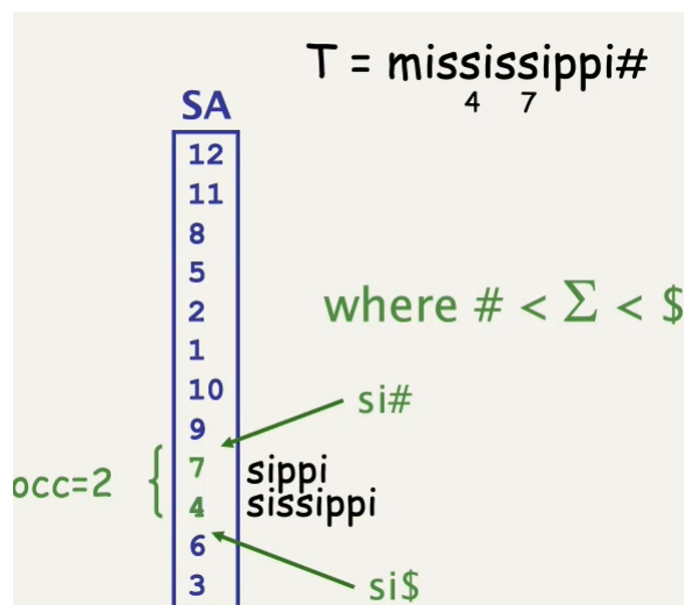 T = mississippi#
4 7
SA
12
11
8
5
2
where # < Σ < $
1
10
si#
9
occ=2 {
7 sippi
4 sissippi
6
3
si$